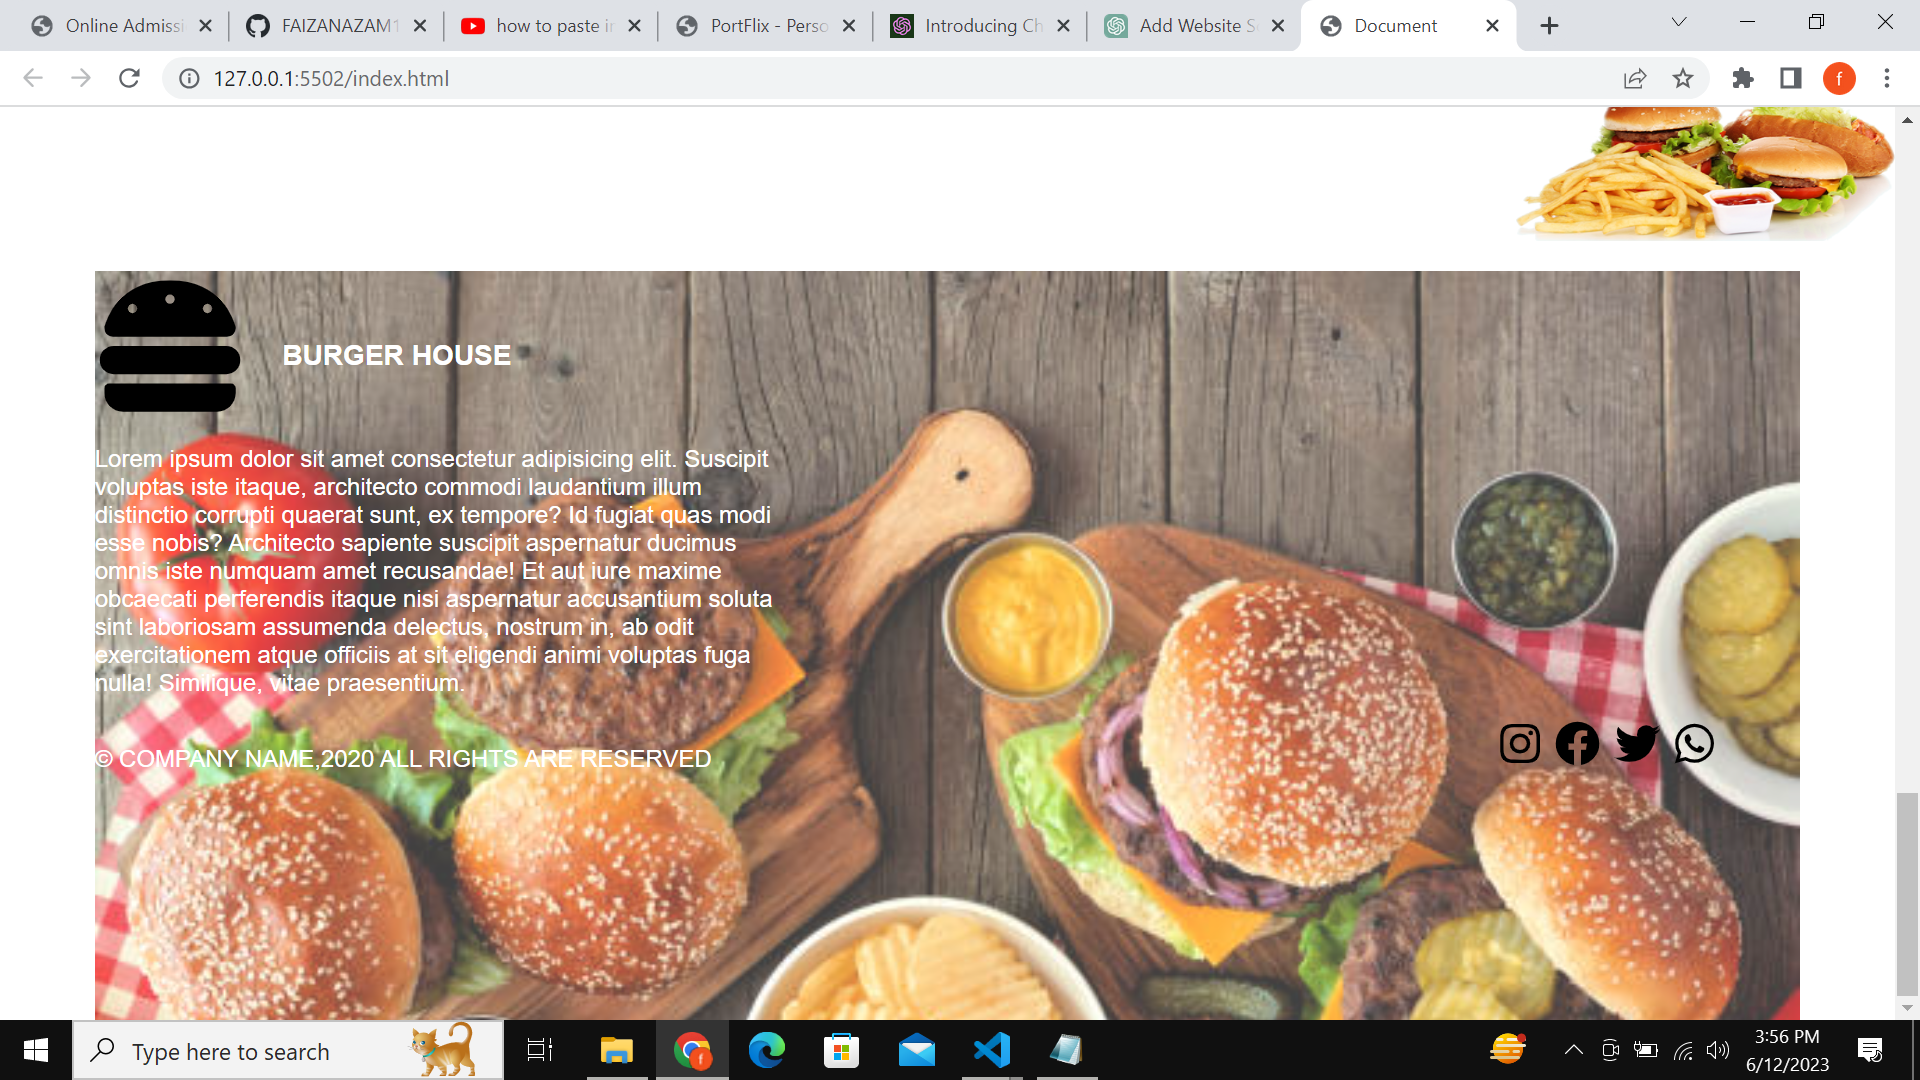 Online Admissi
FAIZANAZAM1
how to paste in
PortFlix - Perso
Introducing Ch
Add Website S
Document
127.0.0.1:5502/index.html
f
BURGER HOUSE
Lorem ipsum dolor sit amet consectetur adipisicing elit. Suscipit
voluptas iste itaque, architecto commodi laudantium illum
distinctio corrupti quaerat sunt, ex tempore? Id fugiat quas modi
esse nobis? Architecto sapiente suscipit aspernatur ducimus
omnis iste numquam amet recusandae! Et aut iure maxime
obcaecati perferendis itaque nisi aspernatur accusantium soluta
sint laboriosam assumenda delectus, nostrum in, ab odit
exercitationem atque officiis at sit eligendi animi voluptas fuga
nulla! Similique, vitae praesentium.
© COMPANY NAME,2020 ALL RIGHTS ARE RESERVED
Type here to search
f
3:56 PM
6/12/2023